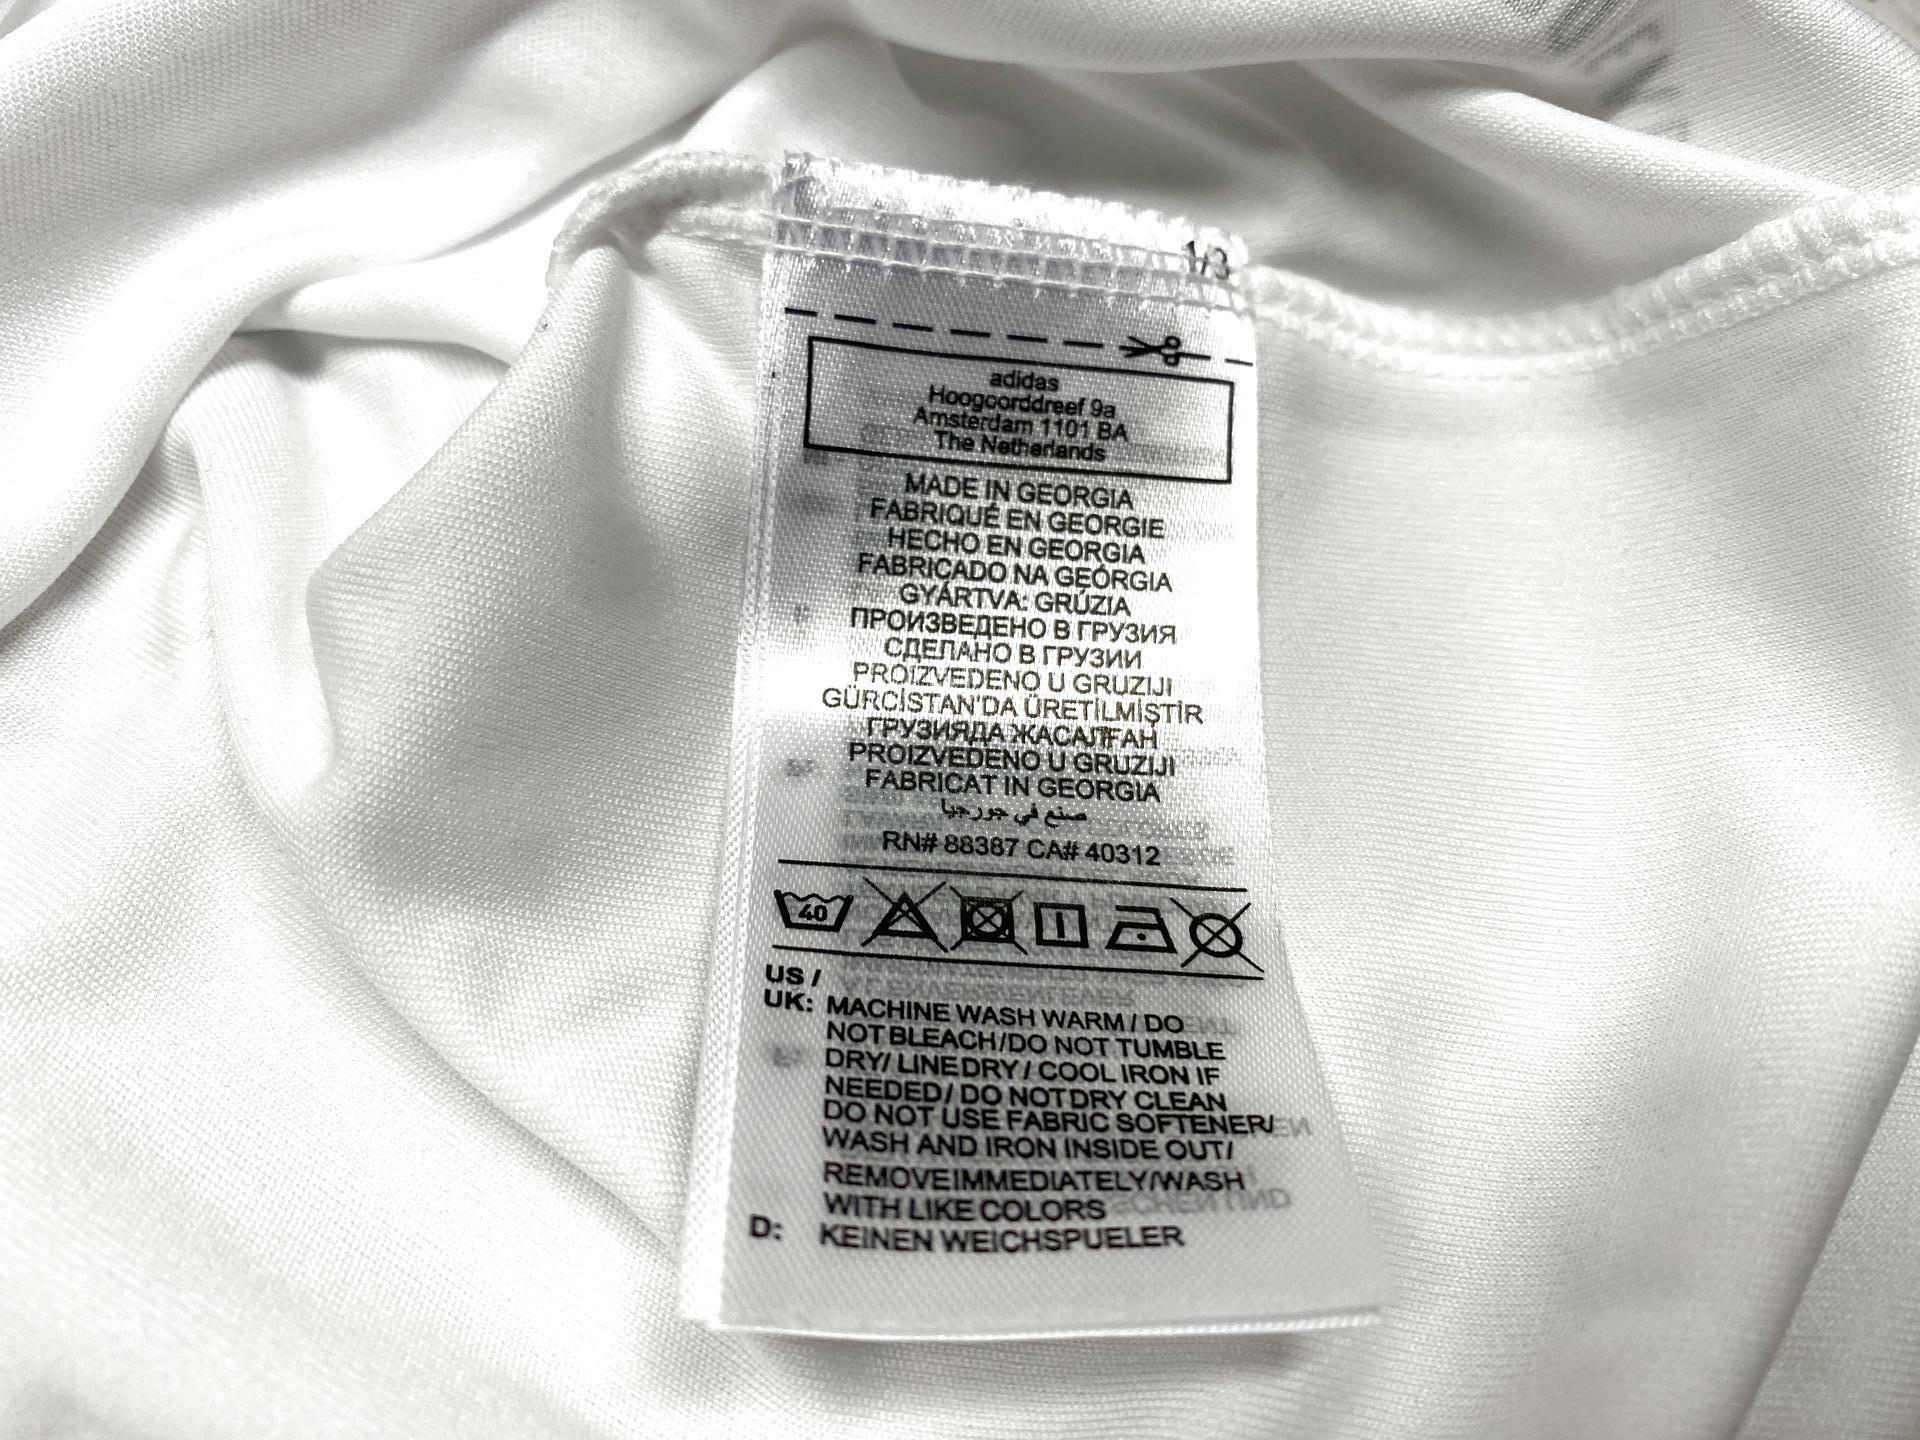 1/3
adidas
Hoogoorddreef 9a
Amsterdam 1101 BA
The Netherlands
MADE IN GEORGIA
FABRIQUÉ EN GEORGIE
HECHO EN GEORGIA
FABRICADO NA GEÓRGIA
GYÁRTVA: GRÚZIA
ПРОИЗВЕДЕНО В ГРУЗИЯ
СДЕЛАНО В ГРУЗИИ
PROIZVEDENO U GRUZIJI
GÜRCİSTAN'DA ÜRETİLMİŞTİR
ГРУЗИЯДА ЖАСАЛҒАН
PROIZVEDENO U GRUZIJI
FABRICAT IN GEORGIA
صنع في جورجيا
RN# 88387 CA# 40312
40
US /
UK: MACHINE WASH WARM / DO
NOT BLEACH/DO NOT TUMBLE
DRY/ LINE DRY / COOL IRON IF
NEEDED/ DO NOT DRY CLEAN
DO NOT USE FABRIC SOFTENER/
WASH AND IRON INSIDE OUT/
REMOVE IMMEDIATELY/WASH
WITH LIKE COLORS
D: KEINEN WEICHSPUELER